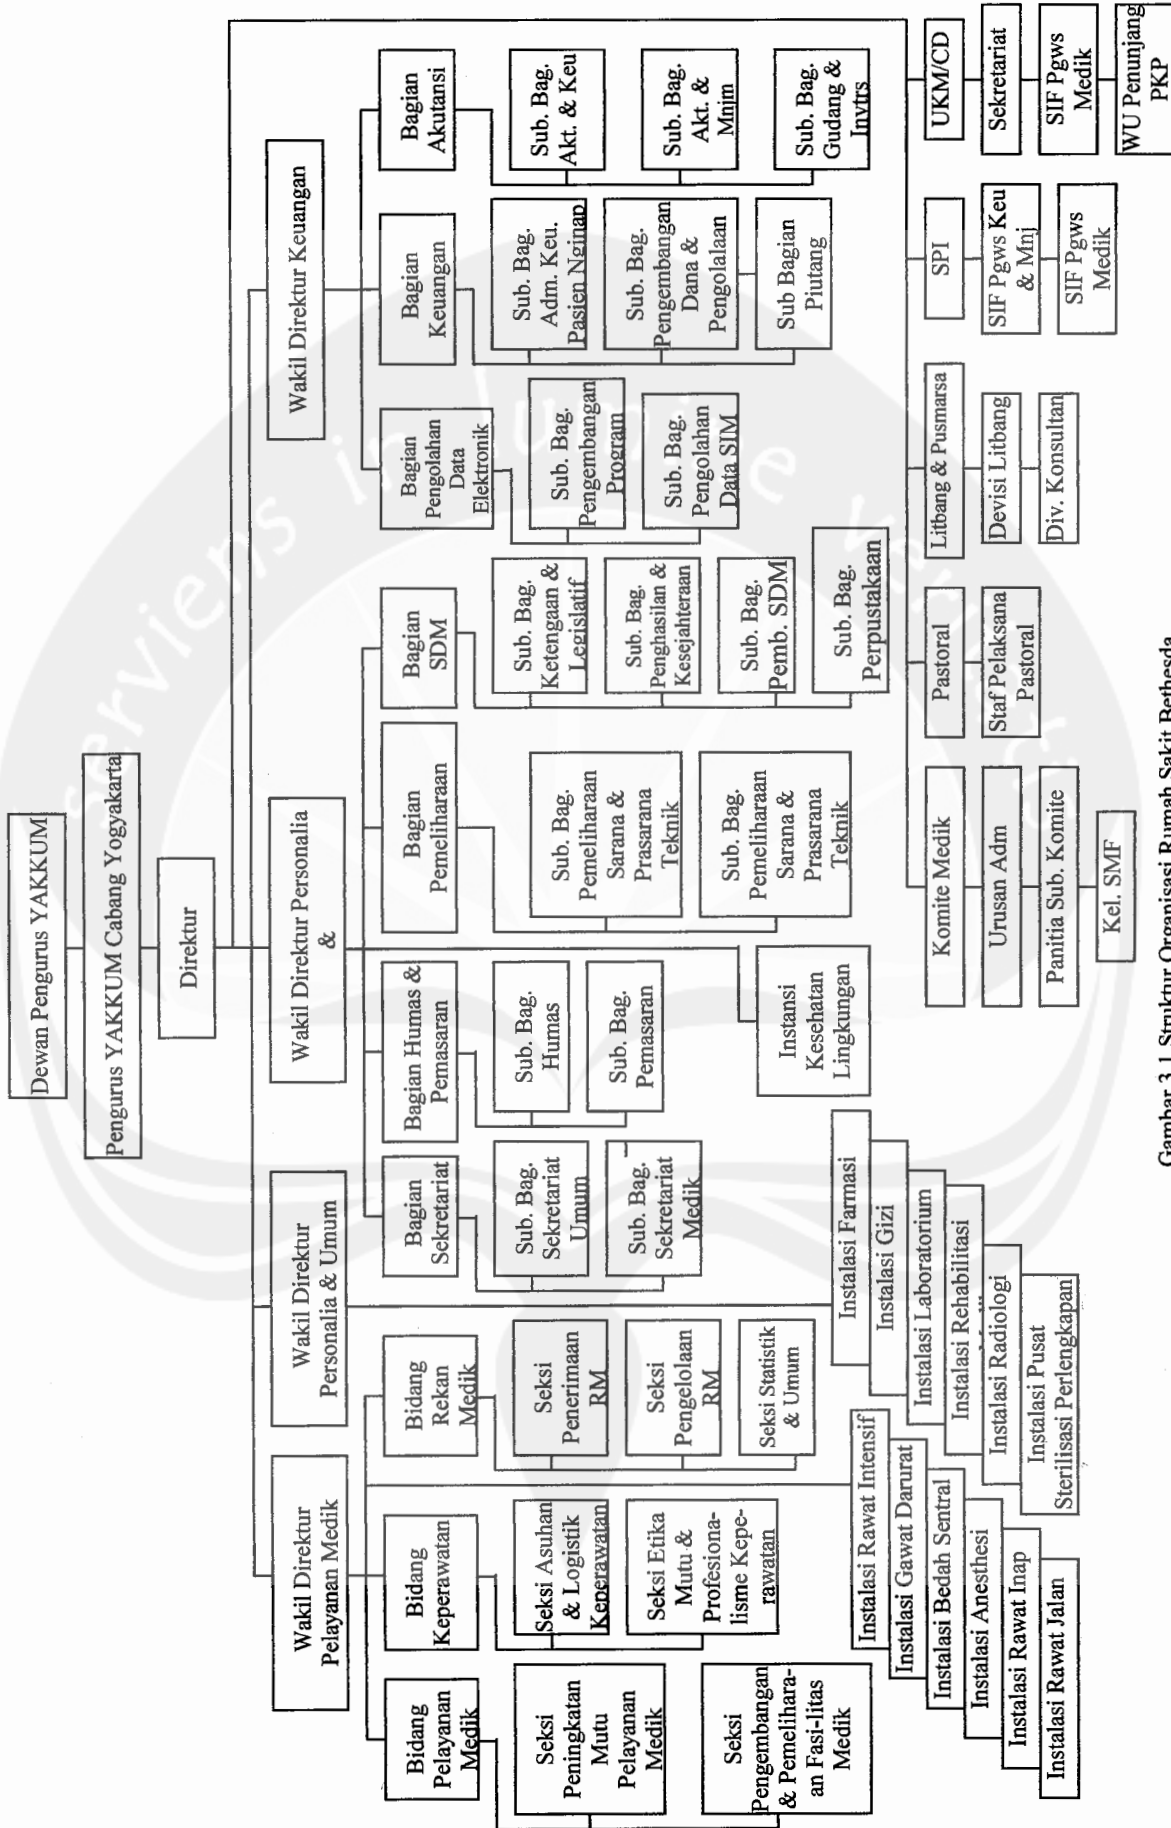 Dewan Pengurus YAKKUM
Pengurus YAKKUM Cabang Yogyakarta
Direktur
Wakil Direktur
Pelayanan Medik
Wakil Direktur
Personalia & Umum
Wakil Direktur Personalia
&
Wakil Direktur Keuangan
Bidang
Pelayanan
Medik
Seksi
Peningkatan
Mutu
Pelayanan
Medik
Seksi
Pengembangan
& Pemelihara-
an Fasi-litas
Medik
Bidang
Keperawatan
Seksi Asuhan
& Logistik
Keperawatan
Seksi Etika
Mutu &
Profesiona-
lisme Kepe-
rawatan
Bidang
Rekan
Medik
Seksi
Penerimaan
RM
Seksi
Pengelolaan
RM
Seksi Statistik
& Umum
Instalasi Rawat Intensif
Instalasi Gawat Darurat
Instalasi Bedah Sentral
Instalasi Anesthesi
Instalasi Rawat Inap
Instalasi Rawat Jalan
Instalasi Farmasi
Instalasi Gizi
Instalasi Laboratorium
Instalasi Rehabilitasi
Instalasi Radiologi
Instalasi Pusat
Sterilisasi Perlengkapan
Bagian
Sekretariat
Sub. Bag.
Sekretariat
Umum
Sub. Bag.
Sekretariat
Medik
Bagian Humas &
Pemasaran
Sub. Bag.
Humas
Sub. Bag.
Pemasaran
Instansi
Kesehatan
Lingkungan
Bagian
Pemeliharaan
Sub. Bag.
Pemeliharaan
Sarana &
Prasarana
Teknik
Sub. Bag.
Pemeliharaan
Sarana &
Prasarana
Teknik
Bagian
SDM
Sub. Bag.
Ketengaan &
Legislatif
Sub. Bag.
Penghasilan &
Kesejahteraan
Sub. Bag.
Pemb. SDM
Sub. Bag.
Perpustakaan
Bagian
Pengolahan
Data
Elektronik
Sub. Bag.
Pengembangan
Program
Sub. Bag.
Pengolahan
Data SIM
Bagian
Keuangan
Sub. Bag.
Adm. Keu.
Pasien Nginap
Sub. Bag.
Pengembangan
Dana &
Pengolalaan
Sub Bagian
Piutang
Bagian
Akutansi
Sub. Bag.
Akt. & Keu
Sub. Bag.
Akt. &
Mnjm
Sub. Bag.
Gudang &
Invtrs
Komite Medik
Urusan Adm
Panitia Sub. Komite
Kel. SMF
Pastoral
Staf Pelaksana
Pastoral
Litbang & Pusmarsa
Devisi Litbang
Div. Konsultan
SPI
SIF Pgws Keu
& Mnj
SIF Pgws
Medik
UKM/CD
Sekretariat
SIF Pgws
Medik
WU Penunjang
PKP
Gambar 3.1 Struktur Organisasi Rumah Sakit Bethesda
serviens in lumine veritatis